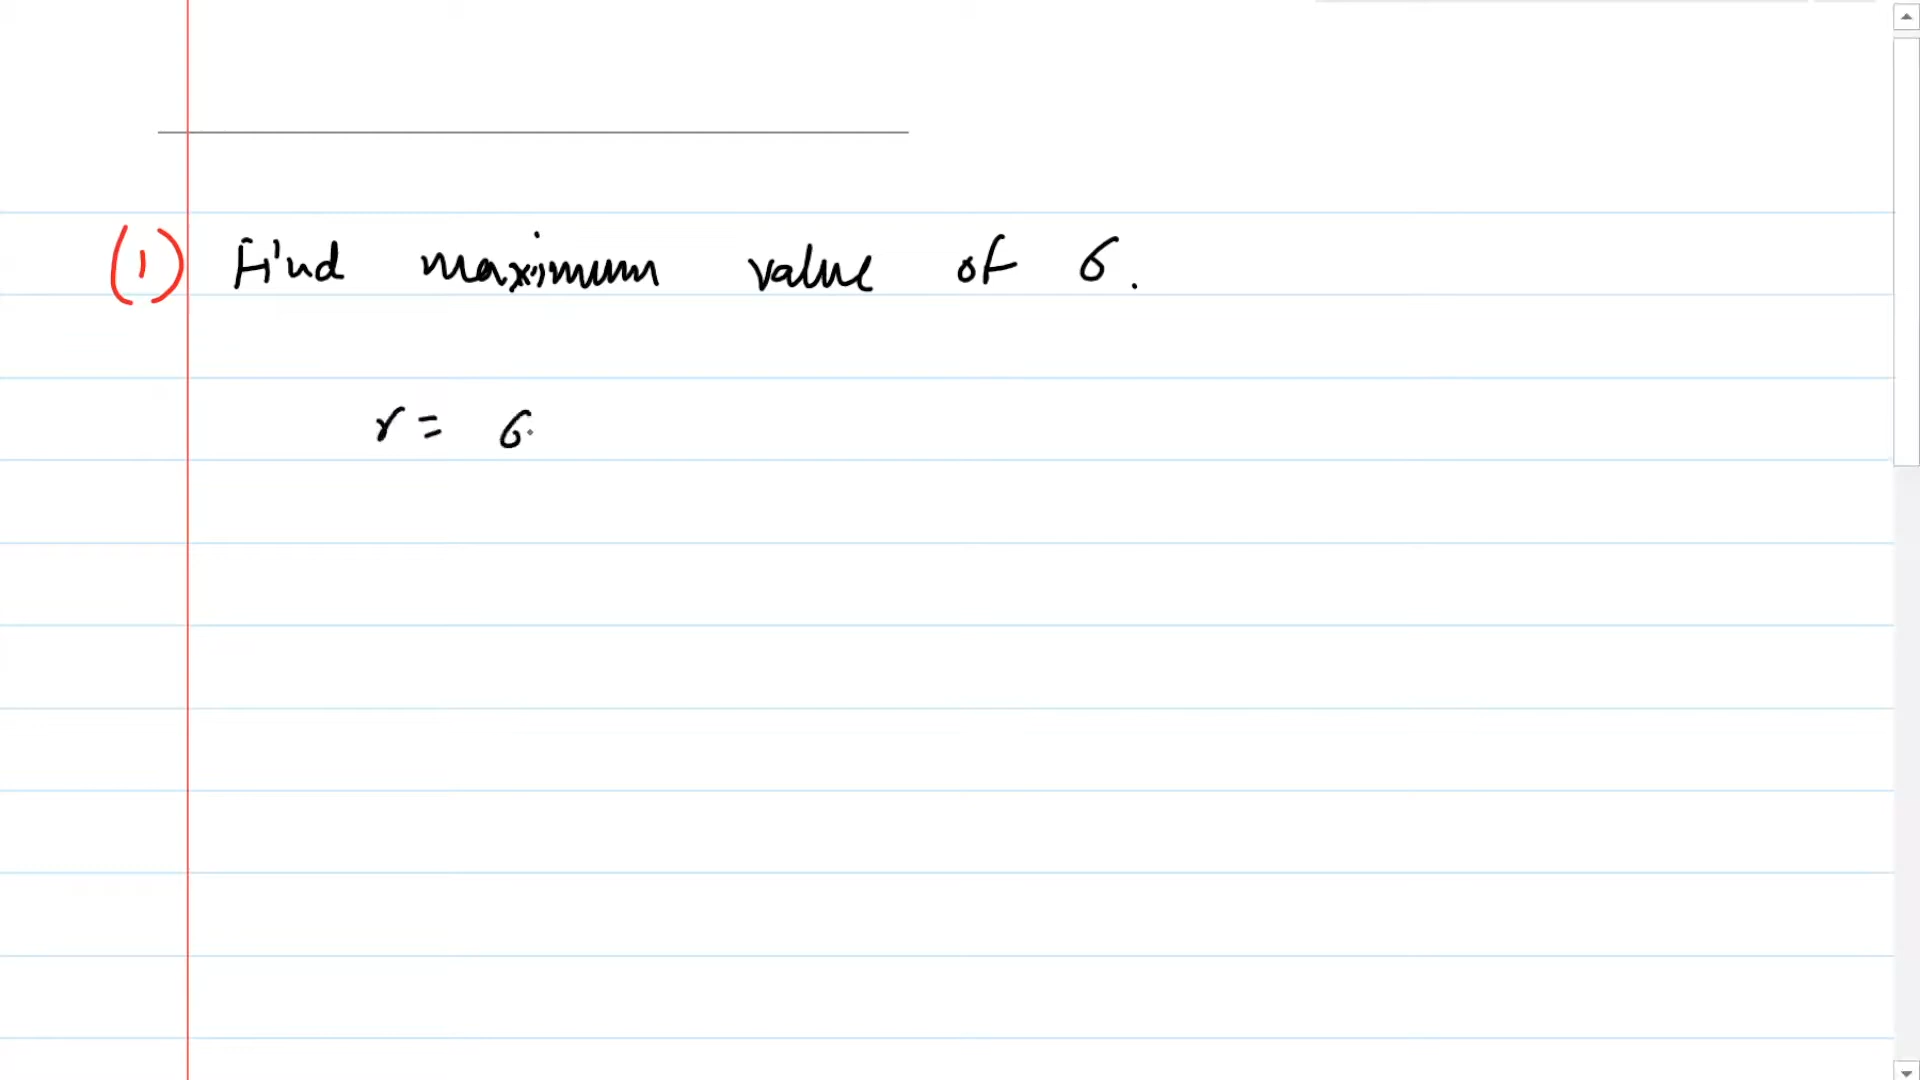 (1) Find maximum value of 6.
r = 6